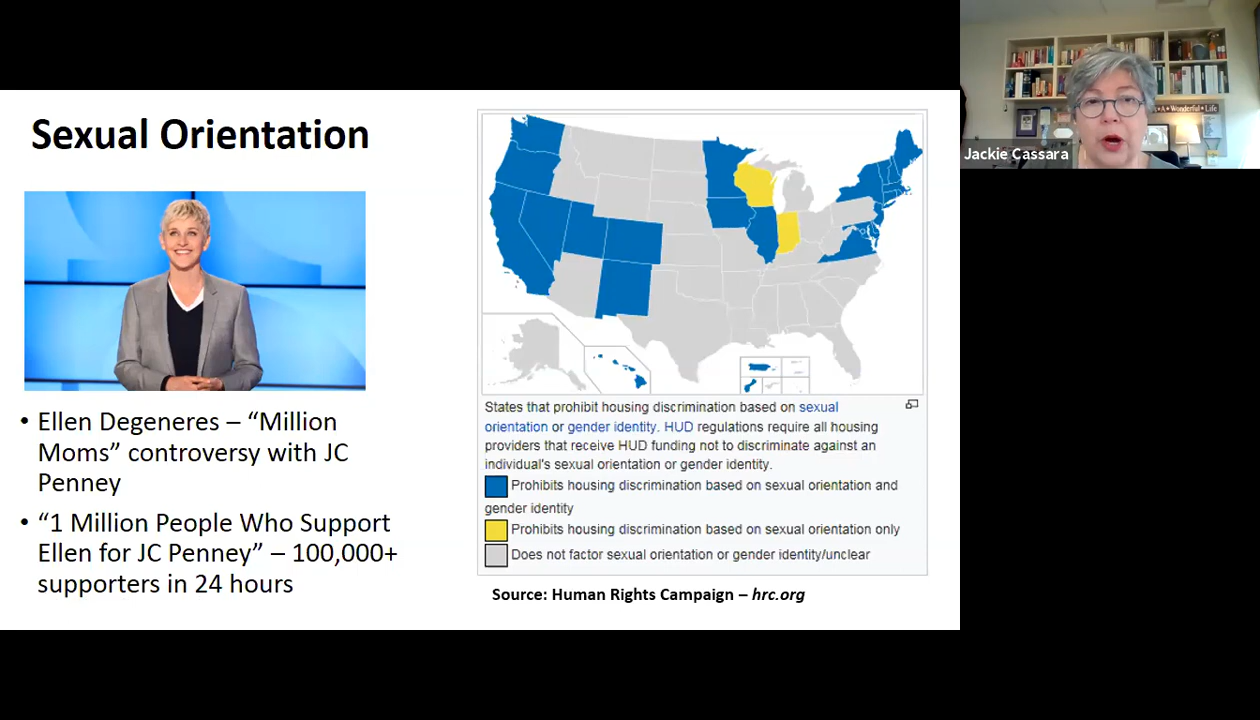 Sexual Orientation
• Ellen Degeneres – “Million
Moms” controversy with JC
Penney
• “1 Million People Who Support
Ellen for JC Penney” – 100,000+
supporters in 24 hours
States that prohibit housing discrimination based on sexual
orientation or gender identity. HUD regulations require all housing
providers that receive HUD funding not to discriminate against an
individual's sexual orientation or gender identity.
Prohibits housing discrimination based on sexual orientation and
gender identity
Prohibits housing discrimination based on sexual orientation only
Does not factor sexual orientation or gender identity/unclear
Source: Human Rights Campaign – hrc.org
A★Wonderful★Life
Jackie Cassara